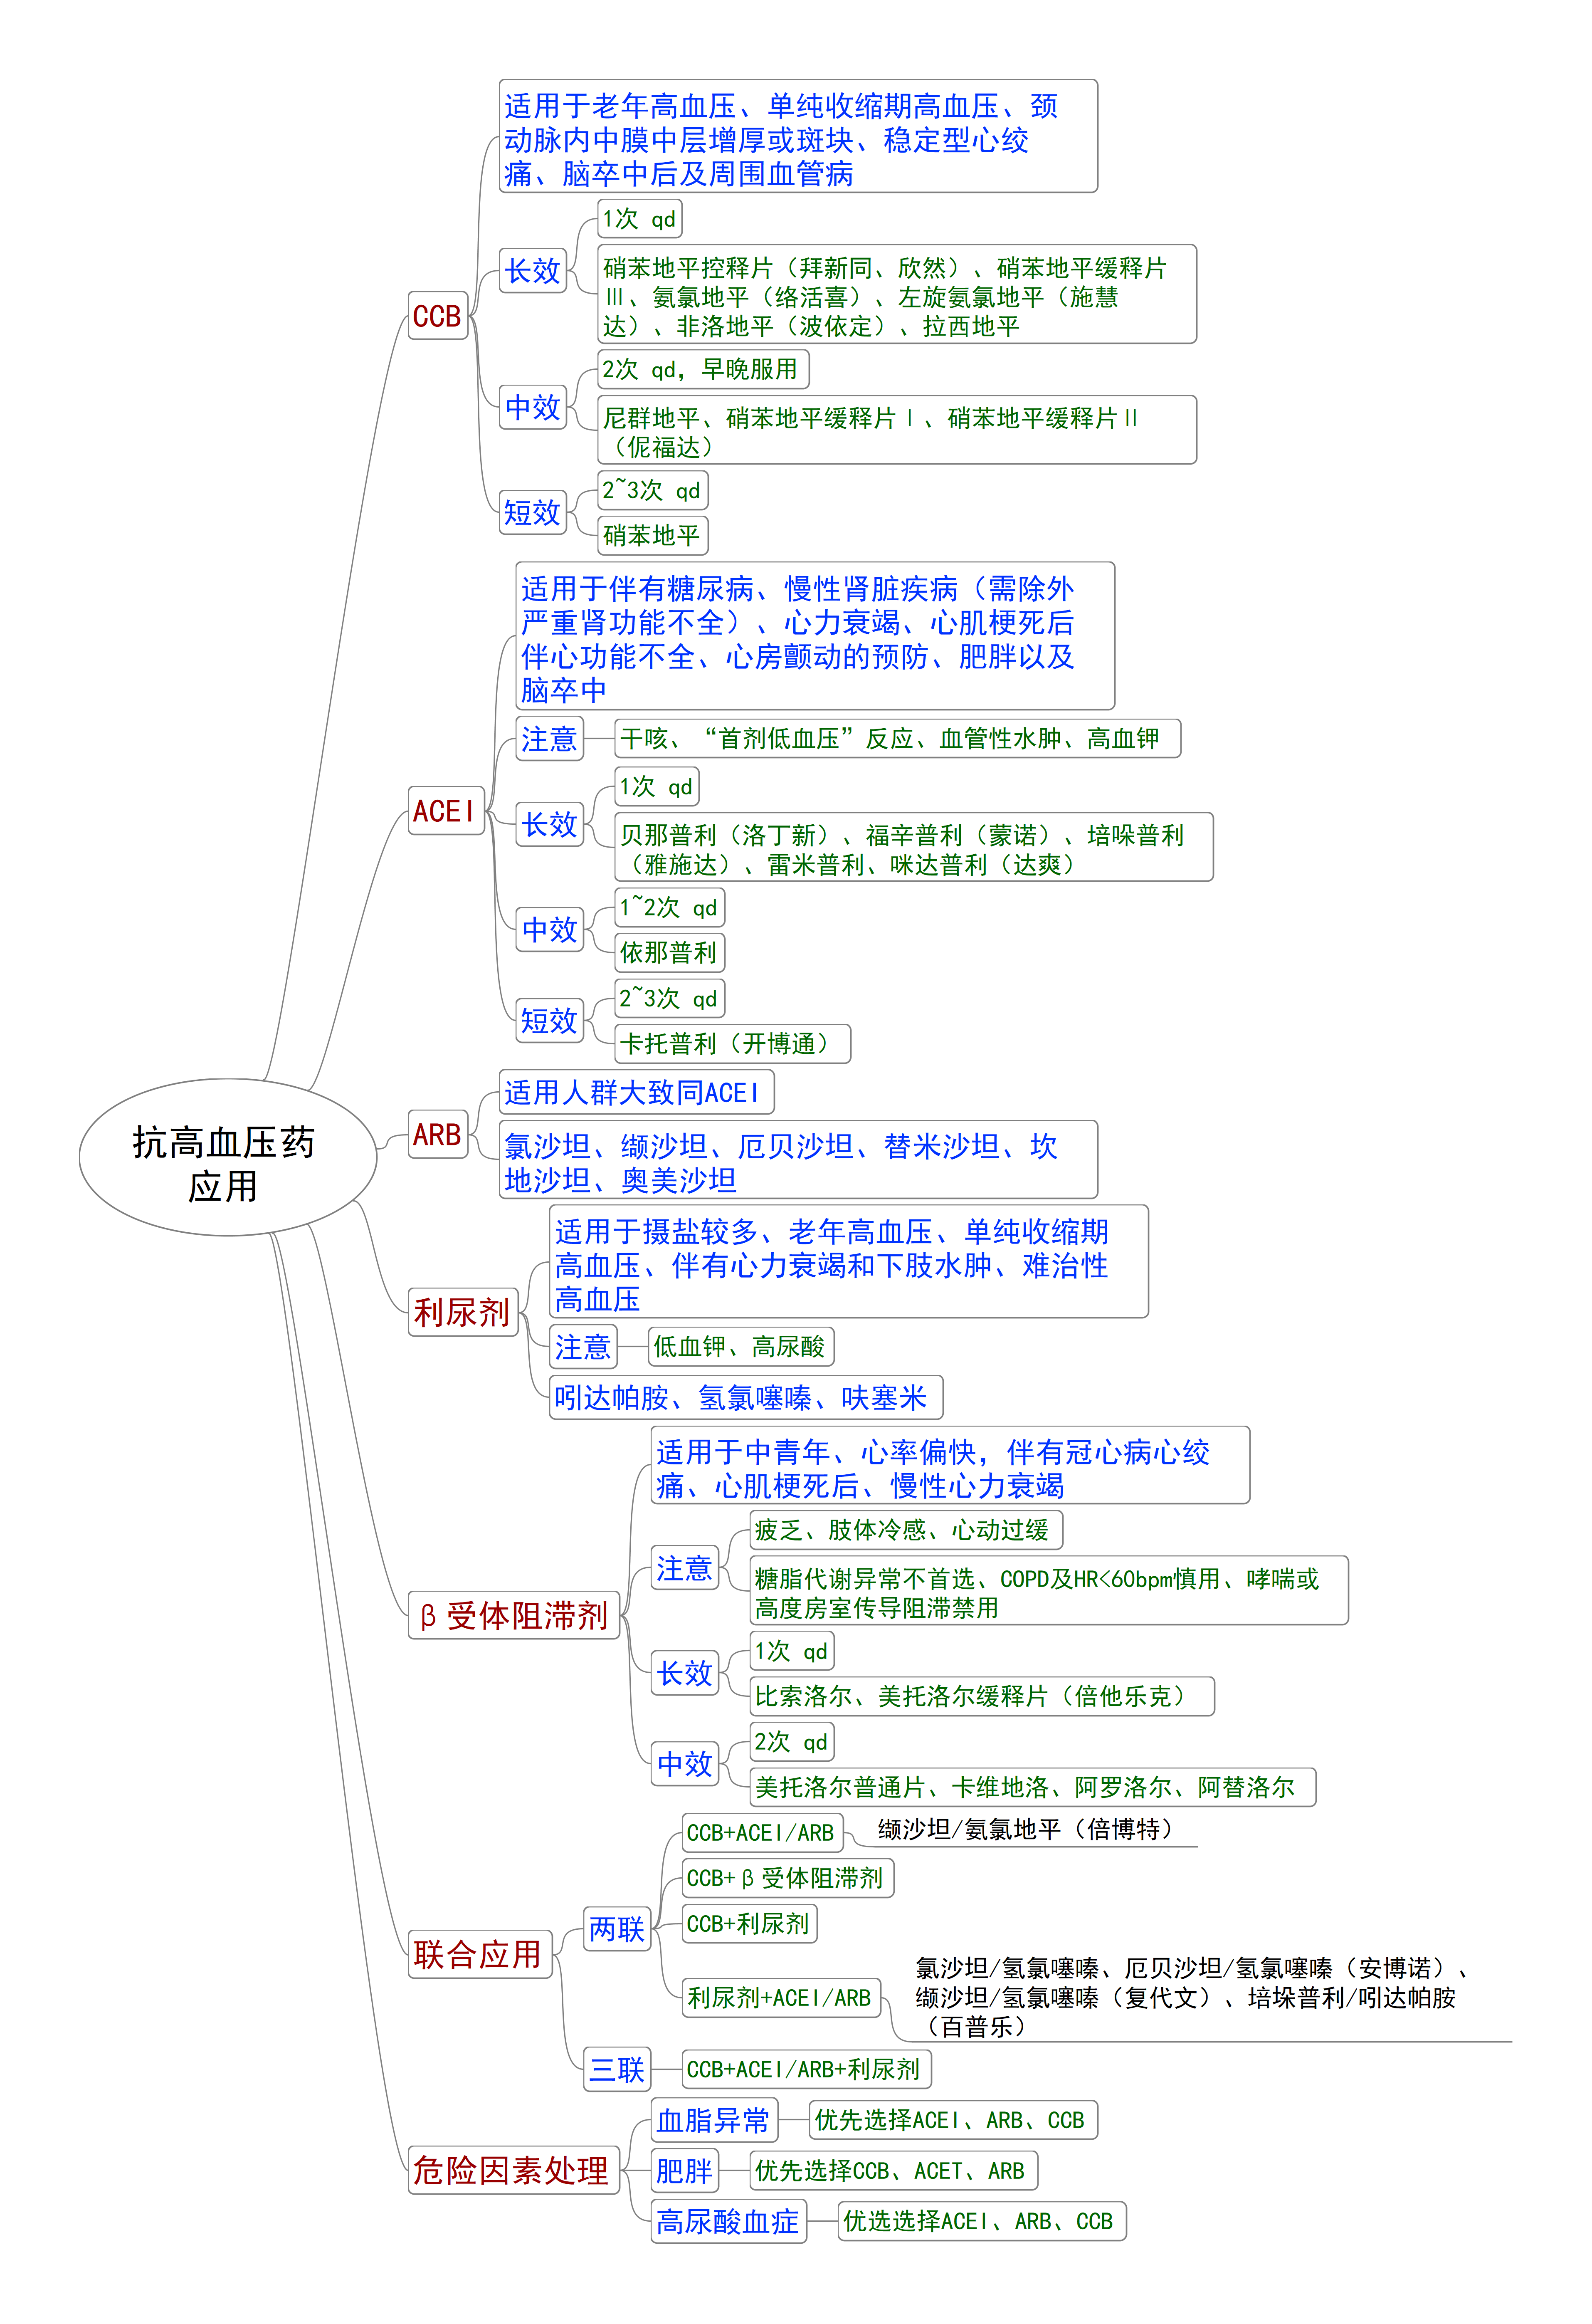 抗高血压药
应用
CCB
适用于老年高血压、单纯收缩期高血压、颈
动脉内中膜中层增厚或斑块、稳定型心绞
痛、脑卒中后及周围血管病
长效
1次 qd
硝苯地平控释片（拜新同、欣然）、硝苯地平缓释片
Ⅲ、氨氯地平（络活喜）、左旋氨氯地平（施慧
达）、非洛地平（波依定）、拉西地平
中效
2次 qd，早晚服用
尼群地平、硝苯地平缓释片Ⅰ、硝苯地平缓释片Ⅱ
（伲福达）
短效
2~3次 qd
硝苯地平
ACEI
适用于伴有糖尿病、慢性肾脏疾病（需除外
严重肾功能不全）、心力衰竭、心肌梗死后
伴心功能不全、心房颤动的预防、肥胖以及
脑卒中
注意
干咳、“首剂低血压”反应、血管性水肿、高血钾
长效
1次 qd
贝那普利（洛丁新）、福辛普利（蒙诺）、培哚普利
（雅施达）、雷米普利、咪达普利（达爽）
中效
1~2次 qd
依那普利
短效
2~3次 qd
卡托普利（开博通）
ARB
适用人群大致同ACEI
氯沙坦、缬沙坦、厄贝沙坦、替米沙坦、坎
地沙坦、奥美沙坦
利尿剂
适用于摄盐较多、老年高血压、单纯收缩期
高血压、伴有心力衰竭和下肢水肿、难治性
高血压
注意
低血钾、高尿酸
吲达帕胺、氢氯噻嗪、呋塞米
β受体阻滞剂
适用于中青年、心率偏快，伴有冠心病心绞
痛、心肌梗死后、慢性心力衰竭
注意
疲乏、肢体冷感、心动过缓
糖脂代谢异常不首选、COPD及HR<60bpm慎用、哮喘或
高度房室传导阻滞禁用
长效
1次 qd
比索洛尔、美托洛尔缓释片（倍他乐克）
中效
2次 qd
美托洛尔普通片、卡维地洛、阿罗洛尔、阿替洛尔
联合应用
两联
CCB+ACEI/ARB
缬沙坦/氨氯地平（倍博特）
CCB+β受体阻滞剂
CCB+利尿剂
利尿剂+ACEI/ARB
氯沙坦/氢氯噻嗪、厄贝沙坦/氢氯噻嗪（安博诺）、
缬沙坦/氢氯噻嗪（复代文）、培垛普利/吲达帕胺
（百普乐）
三联
CCB+ACEI/ARB+利尿剂
危险因素处理
血脂异常
优先选择ACEI、ARB、CCB
肥胖
优先选择CCB、ACET、ARB
高尿酸血症
优选选择ACEI、ARB、CCB